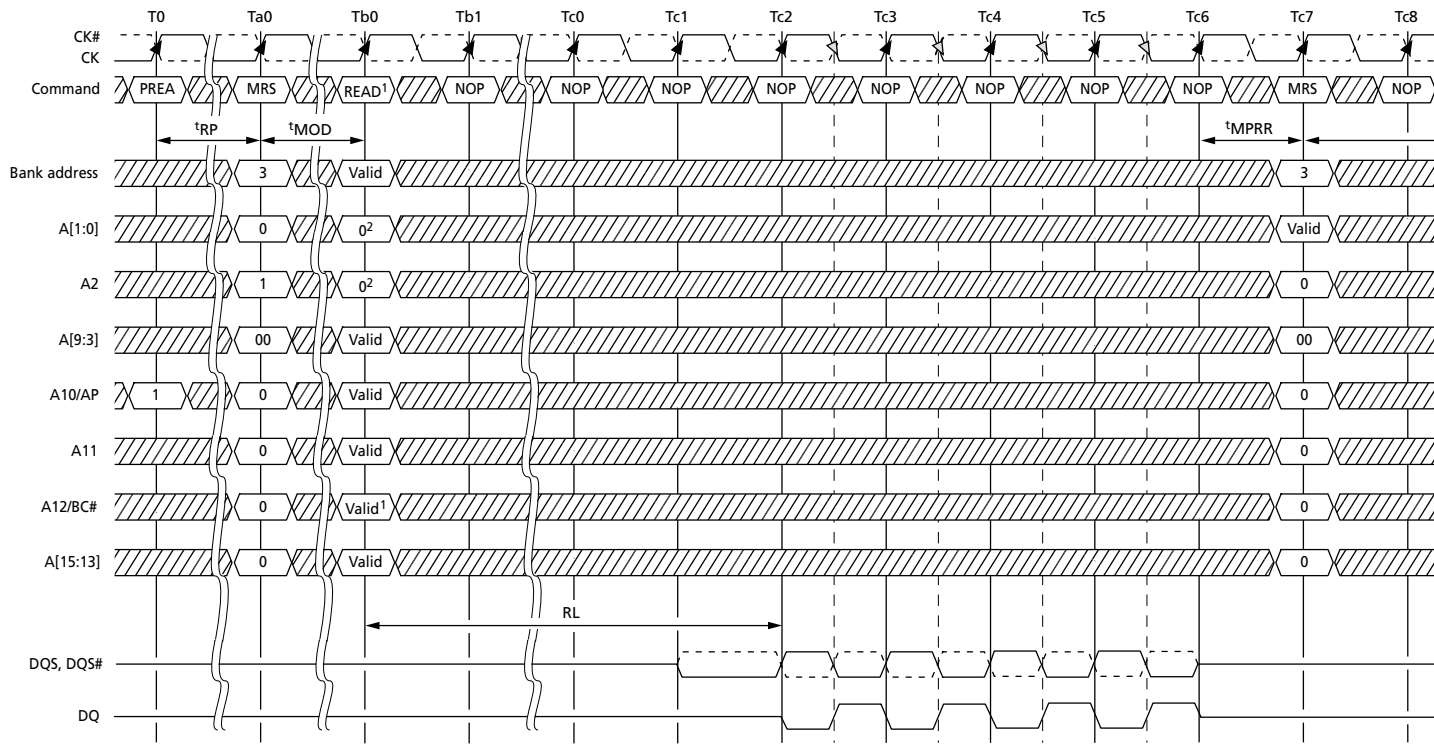 T0 Ta0 Tb0 Tb1 Tc0 Tc1 Tc2 Tc3 Tc4 Tc5 Tc6 Tc7 Tc8
CK#
CK
Command PREA MRS READ¹ NOP NOP NOP NOP NOP NOP NOP NOP MRS NOP
tRP tMOD tMPRR
Bank address 3 Valid 3
A[1:0] 0 0² Valid
A2 1 0² 0
A[9:3] 00 Valid 00
A10/AP 1 0 Valid 0
A11 0 Valid 0
A12/BC# 0 Valid¹ 0
A[15:13] 0 Valid 0
RL
DQS, DQS#
DQ